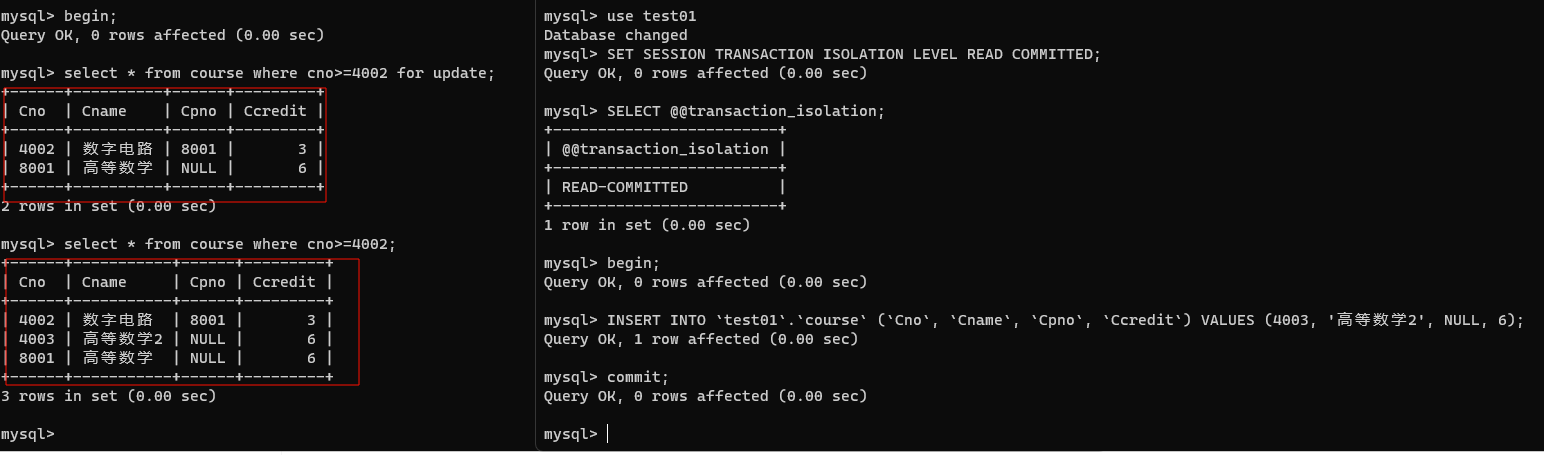 mysql> begin;
Query OK, 0 rows affected (0.00 sec)

mysql> select * from course where cno>=4002 for update;
+------+----------+------+---------+
| Cno  | Cname    | Cpno | Ccredit |
+------+----------+------+---------+
| 4002 | 数字电路 | 8001 |       3 |
| 8001 | 高等数学 | NULL |       6 |
+------+----------+------+---------+
2 rows in set (0.00 sec)

mysql> select * from course where cno>=4002;
+------+-----------+------+---------+
| Cno  | Cname     | Cpno | Ccredit |
+------+-----------+------+---------+
| 4002 | 数字电路  | 8001 |       3 |
| 4003 | 高等数学2 | NULL |       6 |
| 8001 | 高等数学  | NULL |       6 |
+------+-----------+------+---------+
3 rows in set (0.00 sec)

mysql>
mysql> use test01
Database changed
mysql> SET SESSION TRANSACTION ISOLATION LEVEL READ COMMITTED;
Query OK, 0 rows affected (0.00 sec)

mysql> SELECT @@transaction_isolation;
+-------------------------+
| @@transaction_isolation |
+-------------------------+
| READ-COMMITTED          |
+-------------------------+
1 row in set (0.00 sec)

mysql> begin;
Query OK, 0 rows affected (0.00 sec)

mysql> INSERT INTO `test01`.`course` (`Cno`, `Cname`, `Cpno`, `Ccredit`) VALUES (4003, '高等数学2', NULL, 6);
Query OK, 1 row affected (0.00 sec)

mysql> commit;
Query OK, 0 rows affected (0.00 sec)

mysql>